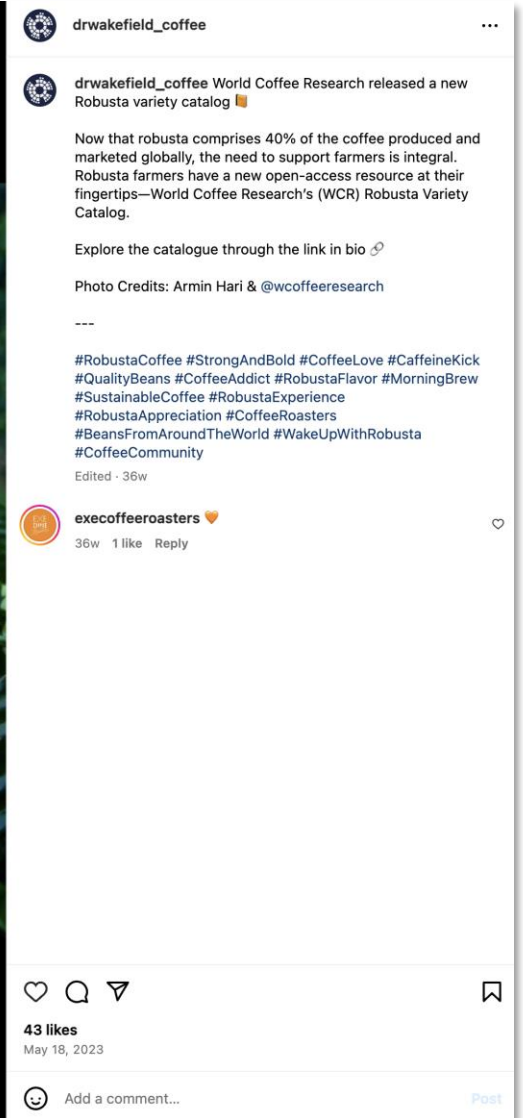 drwakefield_coffee
drwakefield_coffee World Coffee Research released a new
Robusta variety catalog
Now that robusta comprises 40% of the coffee produced and
marketed globally, the need to support farmers is integral.
Robusta farmers have a new open-access resource at their
fingertips—World Coffee Research's (WCR) Robusta Variety
Catalog.
Explore the catalogue through the link in bio
Photo Credits: Armin Hari & @wcoffeeresearch
---
#RobustaCoffee #StrongAndBold #CoffeeLove #CaffeineKick
#QualityBeans #CoffeeAddict #RobustaFlavor #MorningBrew
#SustainableCoffee #RobustaExperience
#RobustaAppreciation #CoffeeRoasters
#BeansFromAroundTheWorld #WakeUpWithRobusta
#CoffeeCommunity
Edited · 36w
execoffeeroasters 🧡
36w 1 like Reply
43 likes
May 18, 2023
Add a comment...
Post